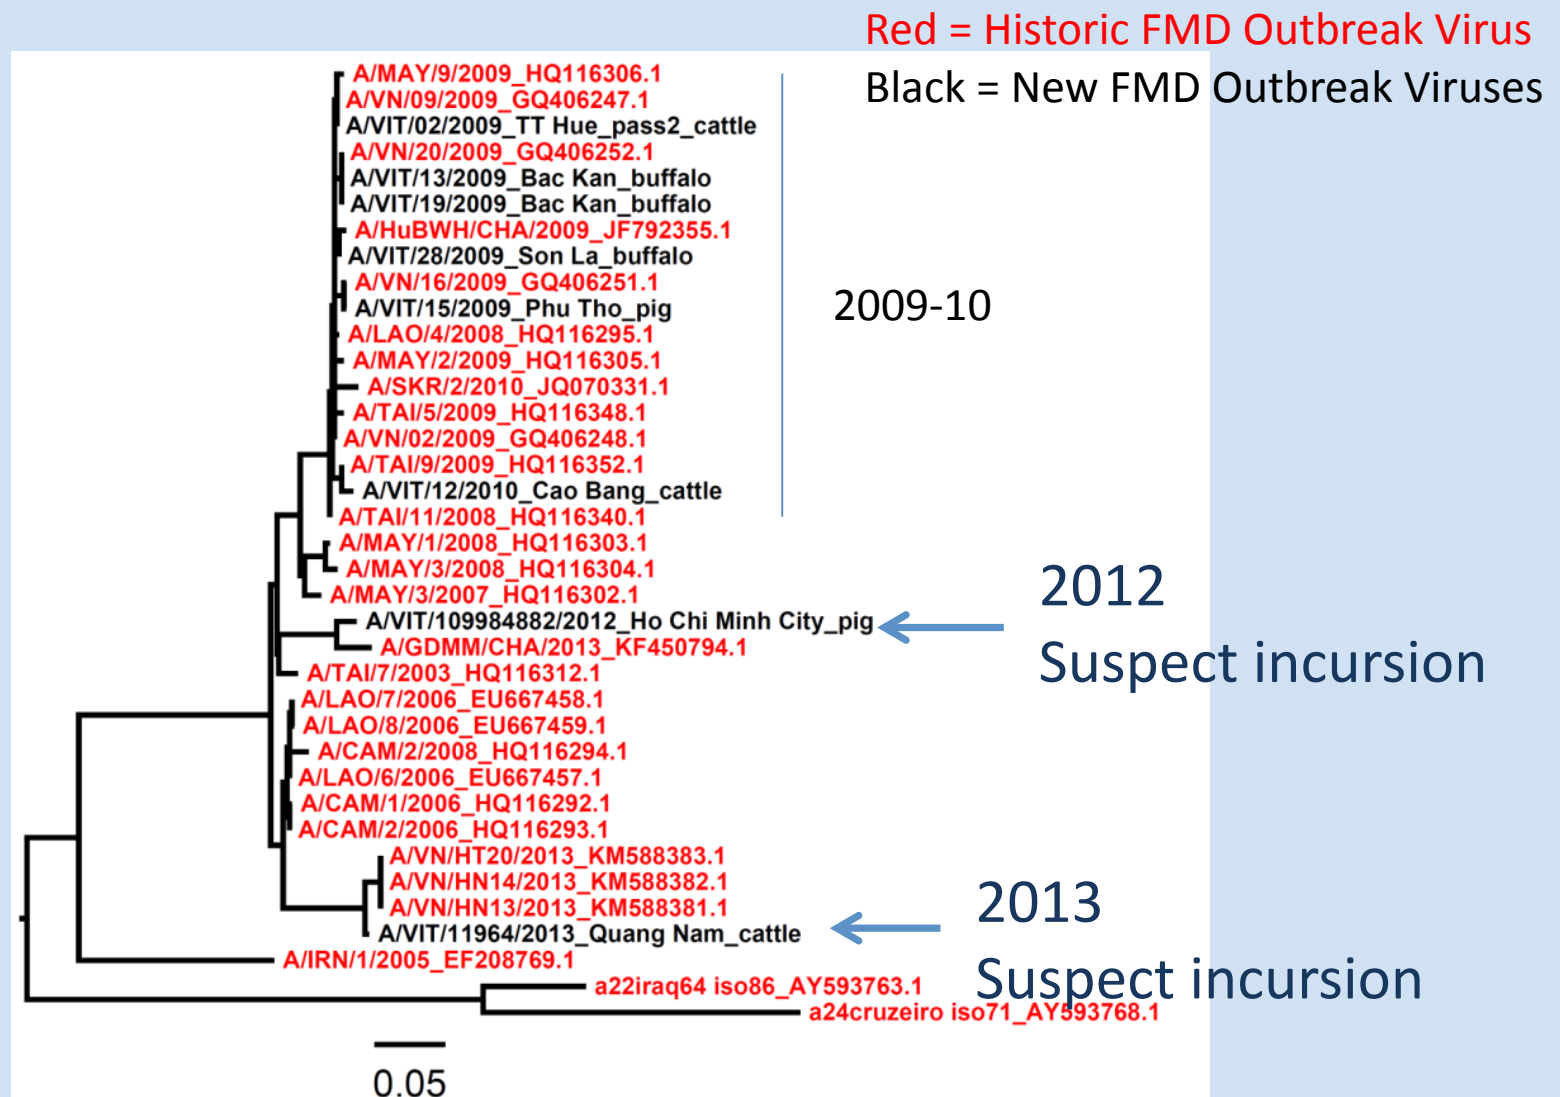 Red = Historic FMD Outbreak Virus
Black = New FMD Outbreak Viruses
A/MAY/9/2009_HQ116306.1
A/VN/09/2009_GQ406247.1
A/VIT/02/2009_TT Hue_pass2_cattle
A/VN/20/2009_GQ406252.1
A/VIT/13/2009_Bac Kan_buffalo
A/VIT/19/2009_Bac Kan_buffalo
A/HuBWH/CHA/2009_JF792355.1
A/VIT/28/2009_Son La_buffalo
A/VN/16/2009_GQ406251.1
A/VIT/15/2009_Phu Tho_pig
2009-10
A/LAO/4/2008_HQ116295.1
A/MAY/2/2009_HQ116305.1
A/SKR/2/2010_JQ070331.1
A/TAI/5/2009_HQ116348.1
A/VN/02/2009_GQ406248.1
A/TAI/9/2009_HQ116352.1
A/VIT/12/2010_Cao Bang_cattle
A/TAI/11/2008_HQ116340.1
A/MAY/1/2008_HQ116303.1
A/MAY/3/2008_HQ116304.1
A/MAY/3/2007_HQ116302.1
A/VIT/109984882/2012_Ho Chi Minh City_pig
2012
Suspect incursion
A/GDMM/CHA/2013_KF450794.1
A/TAI/7/2003_HQ116312.1
A/LAO/7/2006_EU667458.1
A/LAO/8/2006_EU667459.1
A/CAM/2/2008_HQ116294.1
A/LAO/6/2006_EU667457.1
A/CAM/1/2006_HQ116292.1
A/CAM/2/2006_HQ116293.1
A/VN/HT20/2013_KM588383.1
A/VN/HN14/2013_KM588382.1
A/VN/HN13/2013_KM588381.1
A/VIT/11964/2013_Quang Nam_cattle
2013
Suspect incursion
A/IRN/1/2005_EF208769.1
a22iraq64 iso86_AY593763.1
a24cruzeiro iso71_AY593768.1
0.05